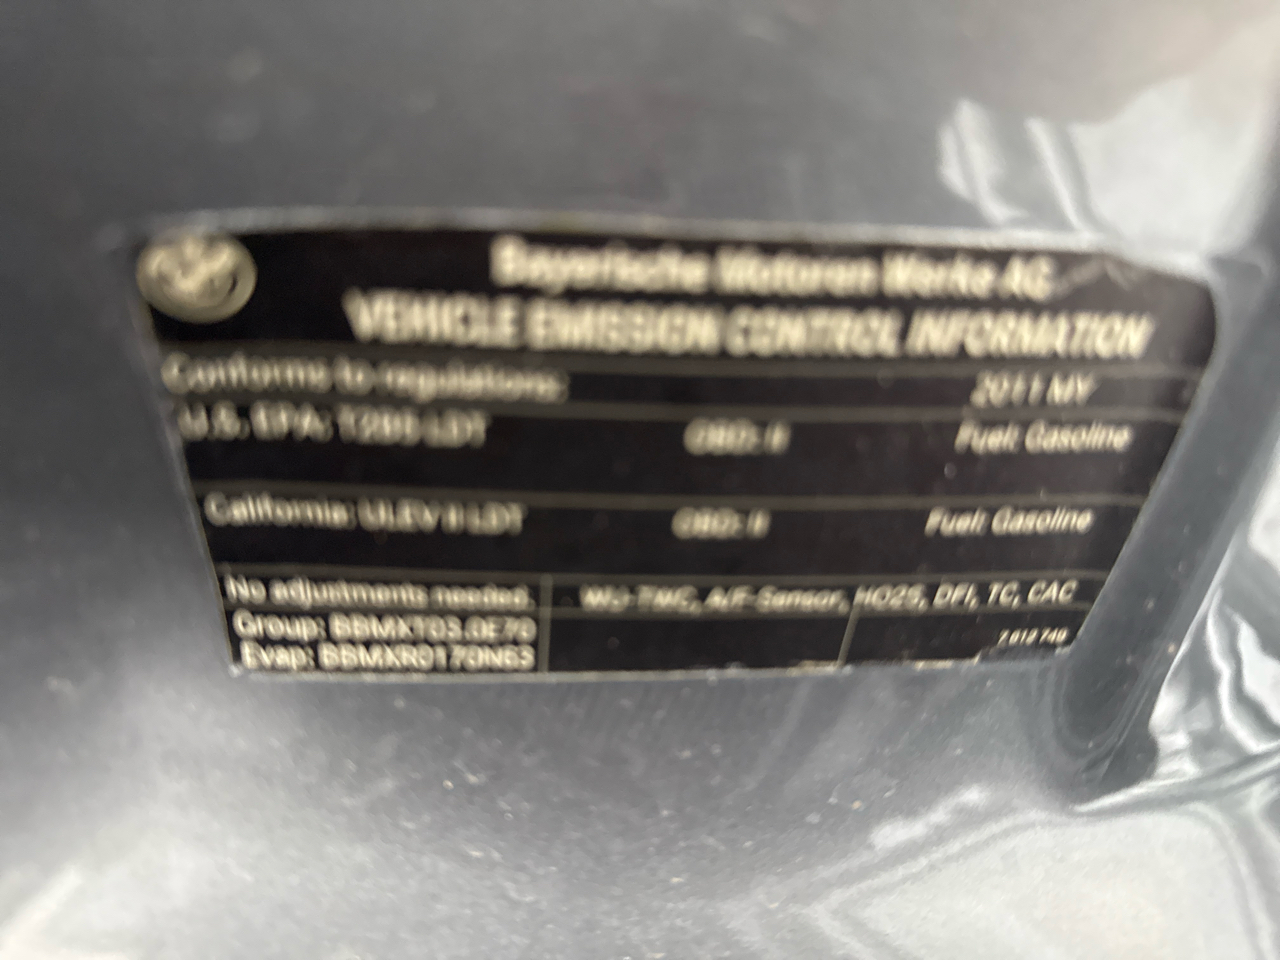 Bayerische Motoren Werke AG
VEHICLE EMISSION CONTROL INFORMATION
Conforms to regulations: 2011 MY
U.S. EPA: T2B5 LDT OBD: II Fuel: Gasoline
California: ULEV II LDT OBD: II Fuel: Gasoline
No adjustments needed. WU-TWC, A/F-Sensor, HO2S, DFI, TC, CAC
Group: BBMXT03.0E70
Evap: BBMXR0170N63